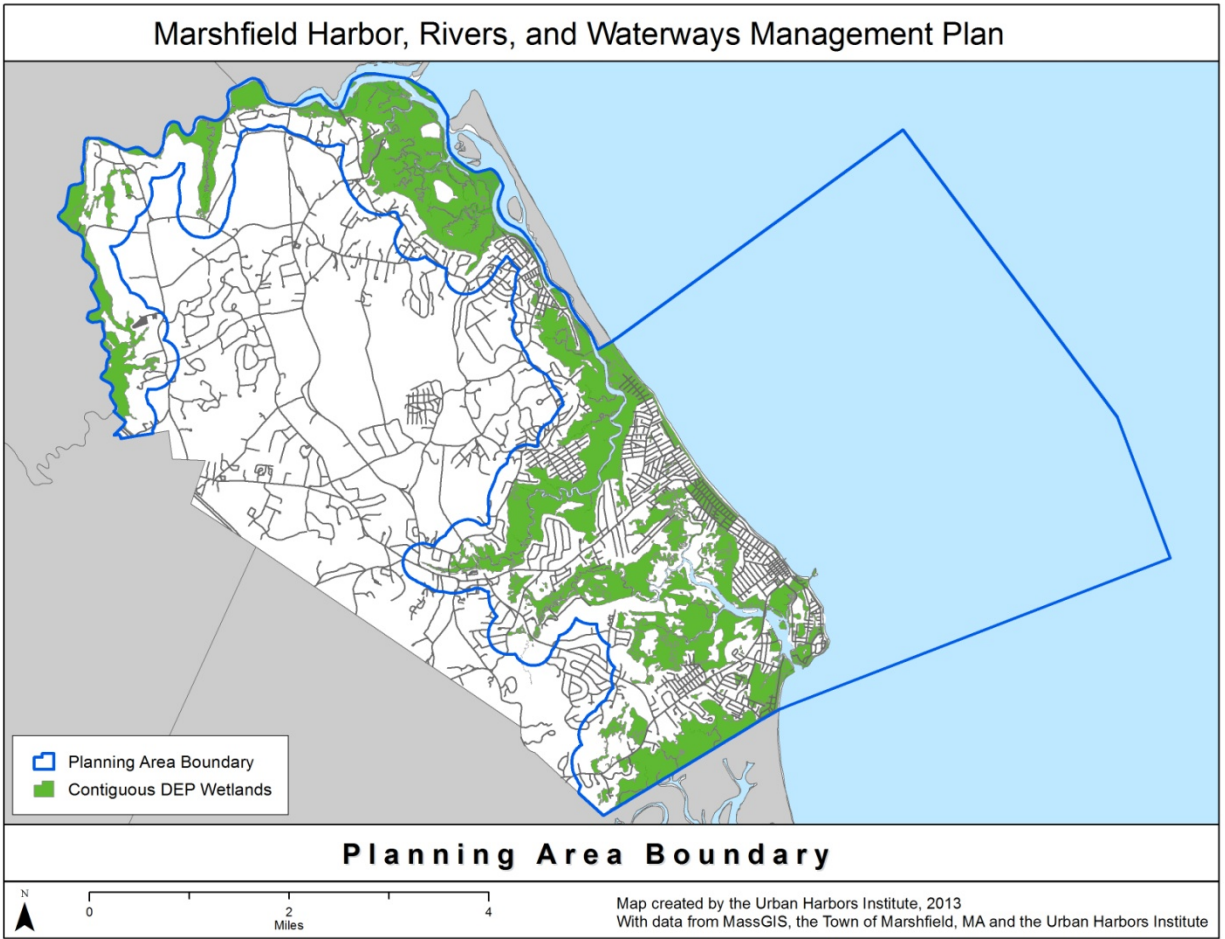 Marshfield Harbor, Rivers, and Waterways Management Plan
Planning Area Boundary
Contiguous DEP Wetlands
Planning Area Boundary
N
0 2 4
Miles
Map created by the Urban Harbors Institute, 2013
With data from MassGIS, the Town of Marshfield, MA and the Urban Harbors Institute